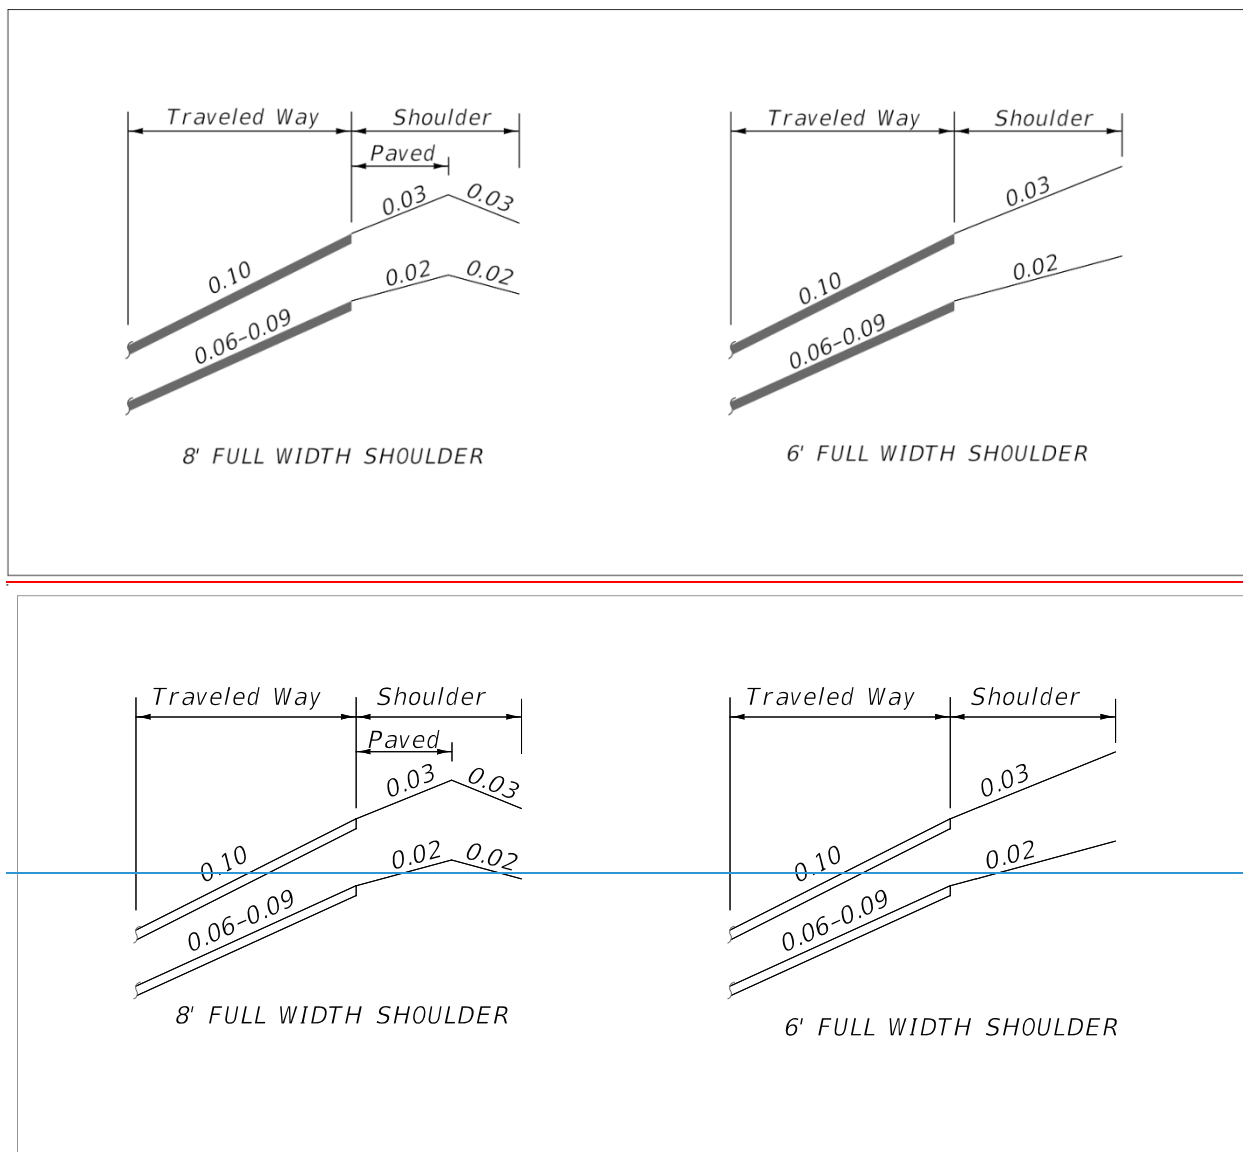 Traveled Way Shoulder
Paved
0.03 0.03
0.10
0.02 0.02
0.06–0.09
8' FULL WIDTH SHOULDER
Traveled Way Shoulder
0.03
0.10
0.02
0.06–0.09
6' FULL WIDTH SHOULDER
Traveled Way Shoulder
Paved
0.03 0.03
0.10
0.02 0.02
0.06–0.09
8' FULL WIDTH SHOULDER
Traveled Way Shoulder
0.03
0.10
0.02
0.06–0.09
6' FULL WIDTH SHOULDER